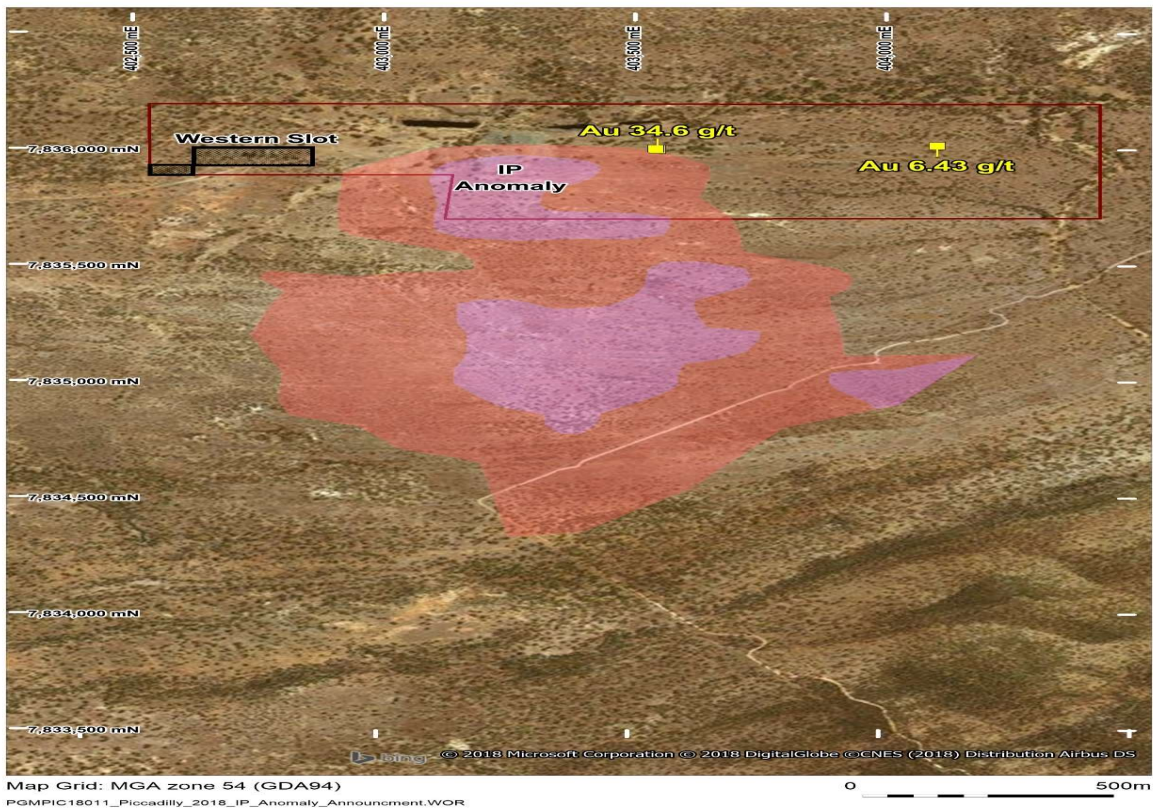 402,500 mE
403,000 mE
403,500 mE
404,000 mE
Au 34.6 g/t
Western Slot
7,836,000 mN
IP
Anomaly
Au 6.43 g/t
7,835,500 mN
7,835,000 mN
7,834,500 mN
7,834,000 mN
7,833,500 mN
bing
© 2018 Microsoft Corporation © 2018 DigitalGlobe ©CNES (2018) Distribution Airbus DS
Map Grid: MGA zone 54 (GDA94)
0 500m
PGMPIC18011_Piccadilly_2018_IP_Anomaly_Announcment.WOR